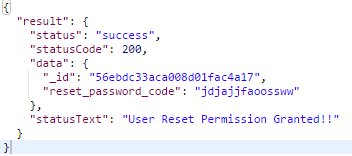 {
  "result": {
    "status": "success",
    "statusCode": 200,
    "data": {
      "_id": "56ebdc33aca008d01fac4a17",
      "reset_password_code": "jdjajjfaoossww"
    },
    "statusText": "User Reset Permission Granted!!"
  }
}